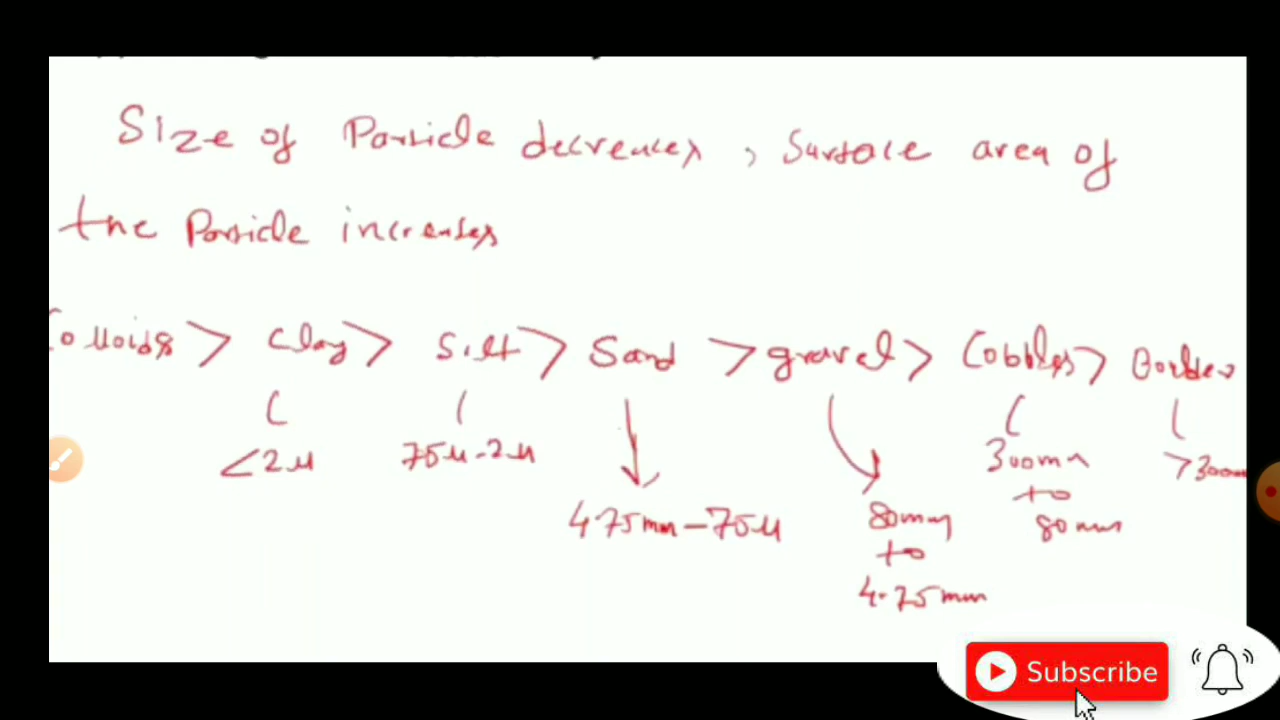 Size of Particle decreases, Surface area of
the Particle increases
Colloids > Clay > Silt > Sand > gravel > Cobbles > Boulder
<2μ
75μ-2μ
4.75mm-75μ
80mm
to
4.75mm
300mm
to
80mm
>300mm
Subscribe